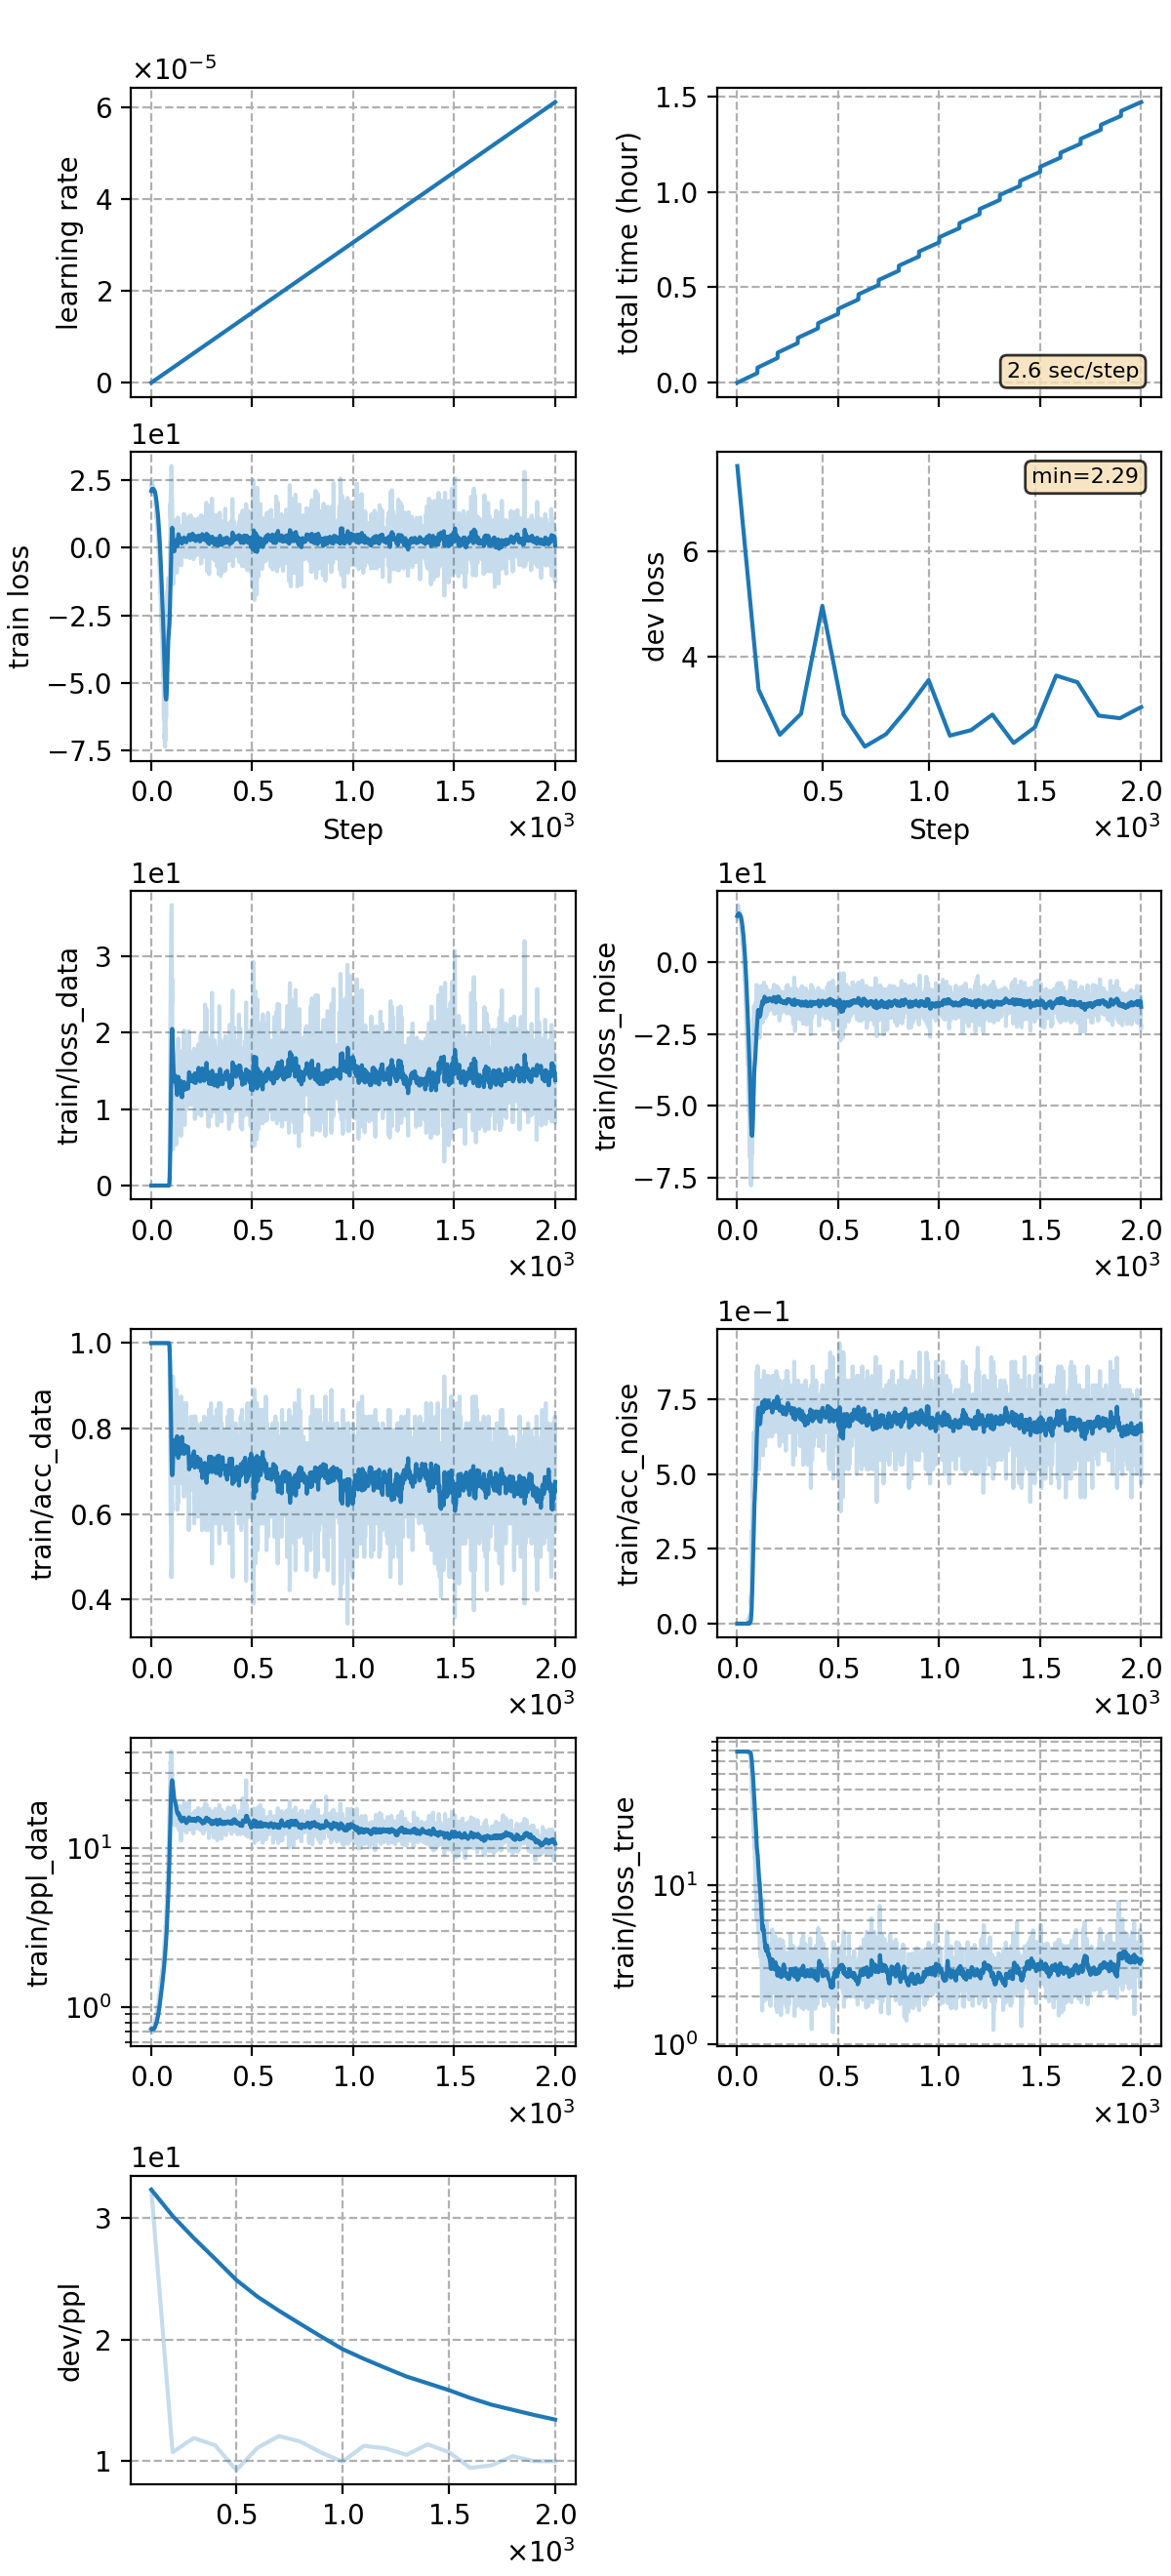 ×10⁻⁵
6
4
2
0
learning rate
1.5
1.0
0.5
0.0
total time (hour)
2.6 sec/step
1e1
2.5
0.0
−2.5
−5.0
−7.5
train loss
0.0 0.5 1.0 1.5 2.0
Step ×10³
6
4
dev loss
min=2.29
0.5 1.0 1.5 2.0
Step ×10³
1e1
3
2
1
0
train/loss_data
0.0 0.5 1.0 1.5 2.0
×10³
1e1
0.0
−2.5
−5.0
−7.5
train/loss_noise
0.0 0.5 1.0 1.5 2.0
×10³
1.0
0.8
0.6
0.4
train/acc_data
0.0 0.5 1.0 1.5 2.0
×10³
1e−1
7.5
5.0
2.5
0.0
train/acc_noise
0.0 0.5 1.0 1.5 2.0
×10³
10¹
10⁰
train/ppl_data
0.0 0.5 1.0 1.5 2.0
×10³
10¹
10⁰
train/loss_true
0.0 0.5 1.0 1.5 2.0
×10³
1e1
3
2
1
dev/ppl
0.5 1.0 1.5 2.0
×10³